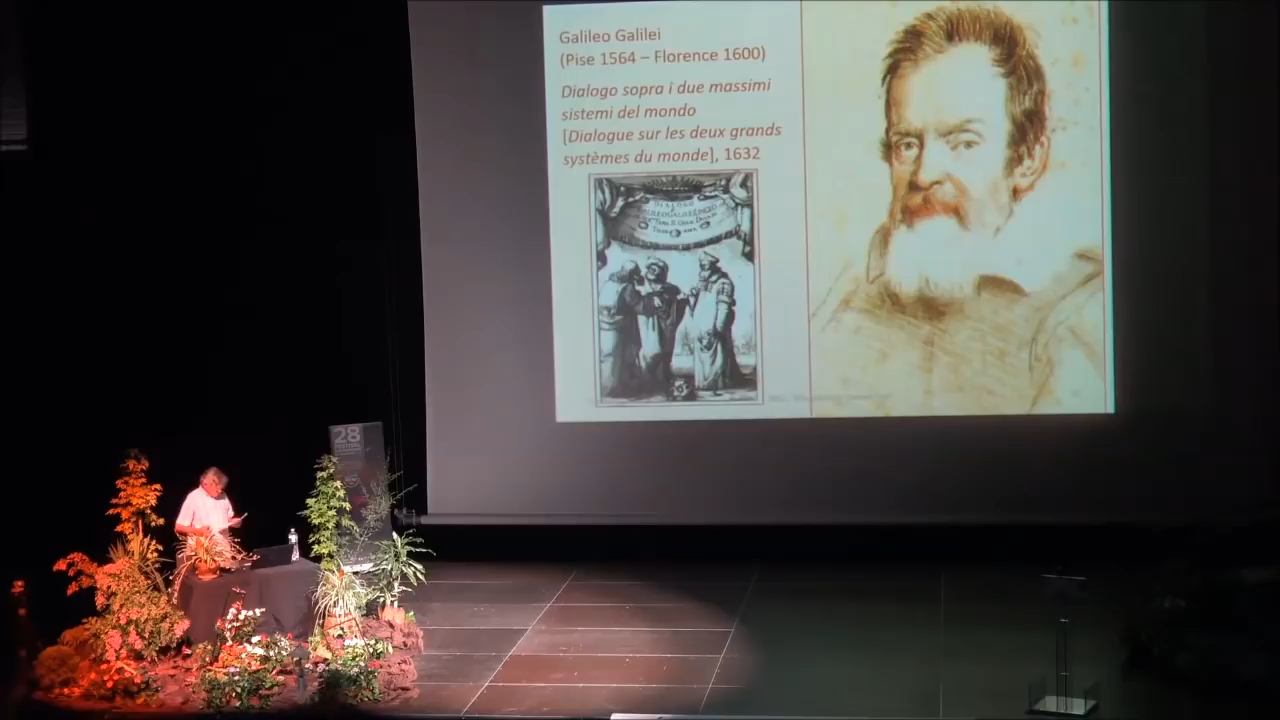 Galileo Galilei
(Pise 1564 – Florence 1600)
Dialogo sopra i due massimi
sistemi del mondo
[Dialogue sur les deux grands
systèmes du monde], 1632
28
FESTIVAL